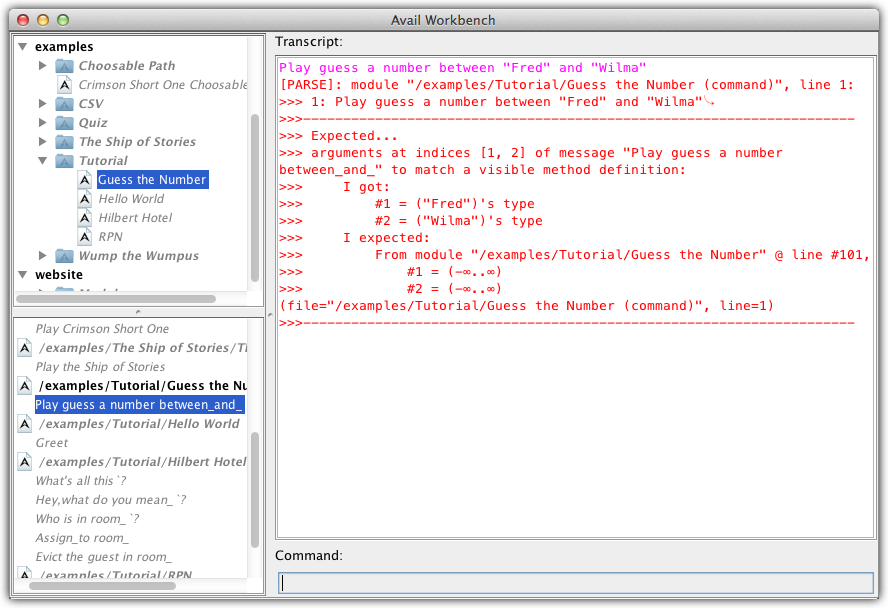 Avail Workbench
examples
Choosable Path
Crimson Short One Choosable
CSV
Quiz
The Ship of Stories
Tutorial
Guess the Number
Hello World
Hilbert Hotel
RPN
Wump the Wumpus
website
Play Crimson Short One
/examples/The Ship of Stories/
Play the Ship of Stories
/examples/Tutorial/Guess the Nu
Play guess a number between_and_
/examples/Tutorial/Hello World
Greet
/examples/Tutorial/Hilbert Hotel
What's all this`?
Hey,what do you mean_`?
Who is in room_`?
Assign_to room_
Evict the guest in room_
/examples/Tutorial/RPN
Transcript:
Play guess a number between "Fred" and "Wilma"
[PARSE]: module "/examples/Tutorial/Guess the Number (command)", line 1:
>>> 1: Play guess a number between "Fred" and "Wilma"⤷
>>>---------------------------------------------------------------------
>>> Expected...
>>> arguments at indices [1, 2] of message "Play guess a number
between_and_" to match a visible method definition:
>>>     I got:
>>>         #1 = ("Fred")'s type
>>>         #2 = ("Wilma")'s type
>>>     I expected:
>>>         From module "/examples/Tutorial/Guess the Number" @ line #101,
>>>             #1 = (-∞..∞)
>>>             #2 = (-∞..∞)
(file="/examples/Tutorial/Guess the Number (command)", line=1)
>>>---------------------------------------------------------------------
Command: